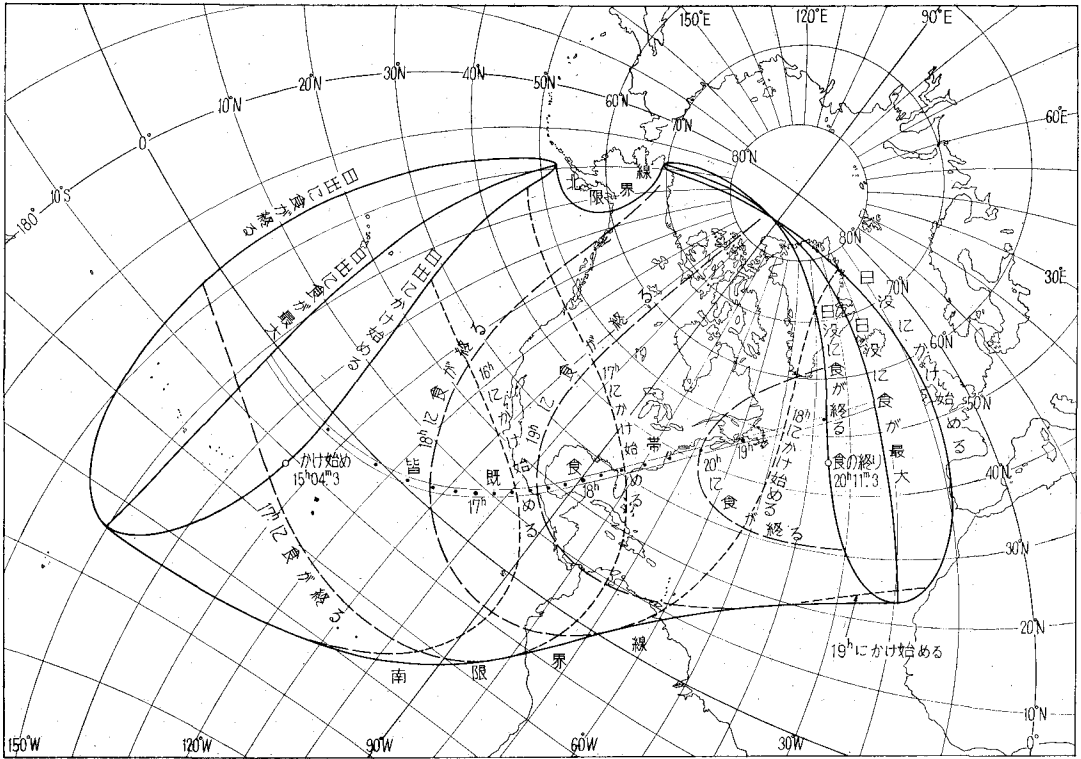 150°E
120°E
90°E
60°E
30°E
180°
10°S
0°
10°N
20°N
30°N
40°N
50°N
60°N
70°N
80°N
80°N
70°N
60°N
50°N
40°N
30°N
20°N
10°N
0°
150°W
120°W
90°W
60°W
30°W
北限界線
日出に食が終る
日出に食が最大
日出にかけ始める
かけ始め
15h04m3
17hに食が終る
18hに食が終る
16hにかけ始める
19hに食が終る
17hにかけ始める
皆既食帯
17h
18h
19h
20hに食が終る
18hにかけ始める
日没に食が終る
日没に食が最大
日没にかけ始める
食の終り
20h11m3
19hにかけ始める
南限界線